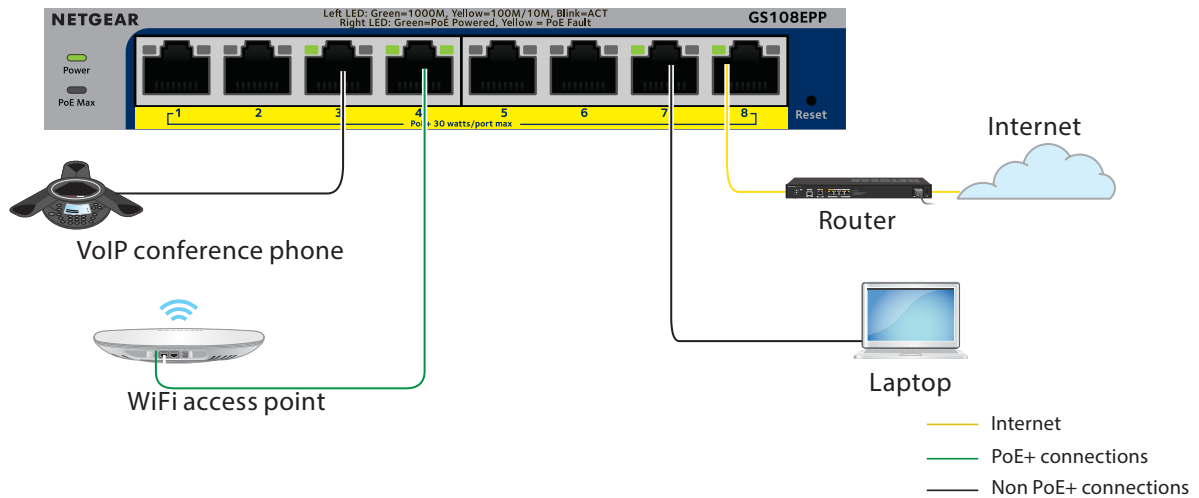 NETGEAR
Left LED: Green=1000M, Yellow=100M/10M, Blink=ACT
Right LED: Green=PoE Powered, Yellow = PoE Fault
GS108EPP
Power
PoE Max
1 2 3 4 5 6 7 8
PoE+ 30 watts/port max
Reset
Internet
NETGEAR
Router
VoIP conference phone
WiFi access point
Laptop
Internet
PoE+ connections
Non PoE+ connections